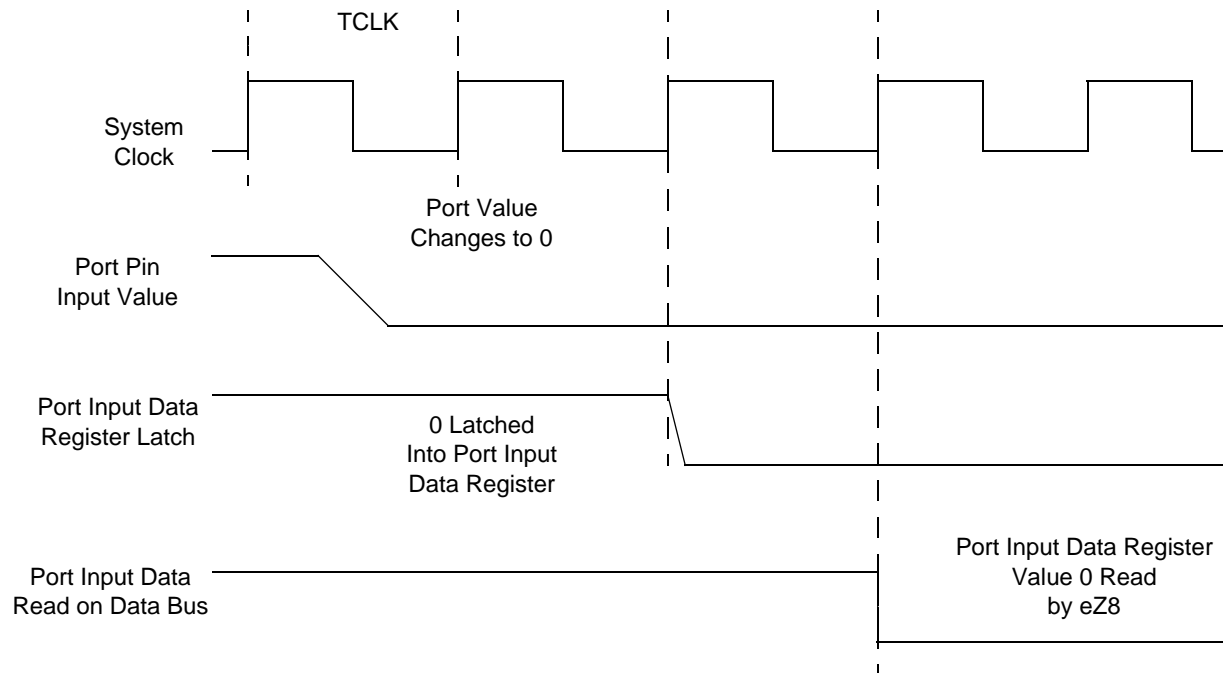 TCLK
System
Clock
Port Value
Changes to 0
Port Pin
Input Value
Port Input Data
Register Latch
0 Latched
Into Port Input
Data Register
Port Input Data Register
Value 0 Read
by eZ8
Port Input Data
Read on Data Bus